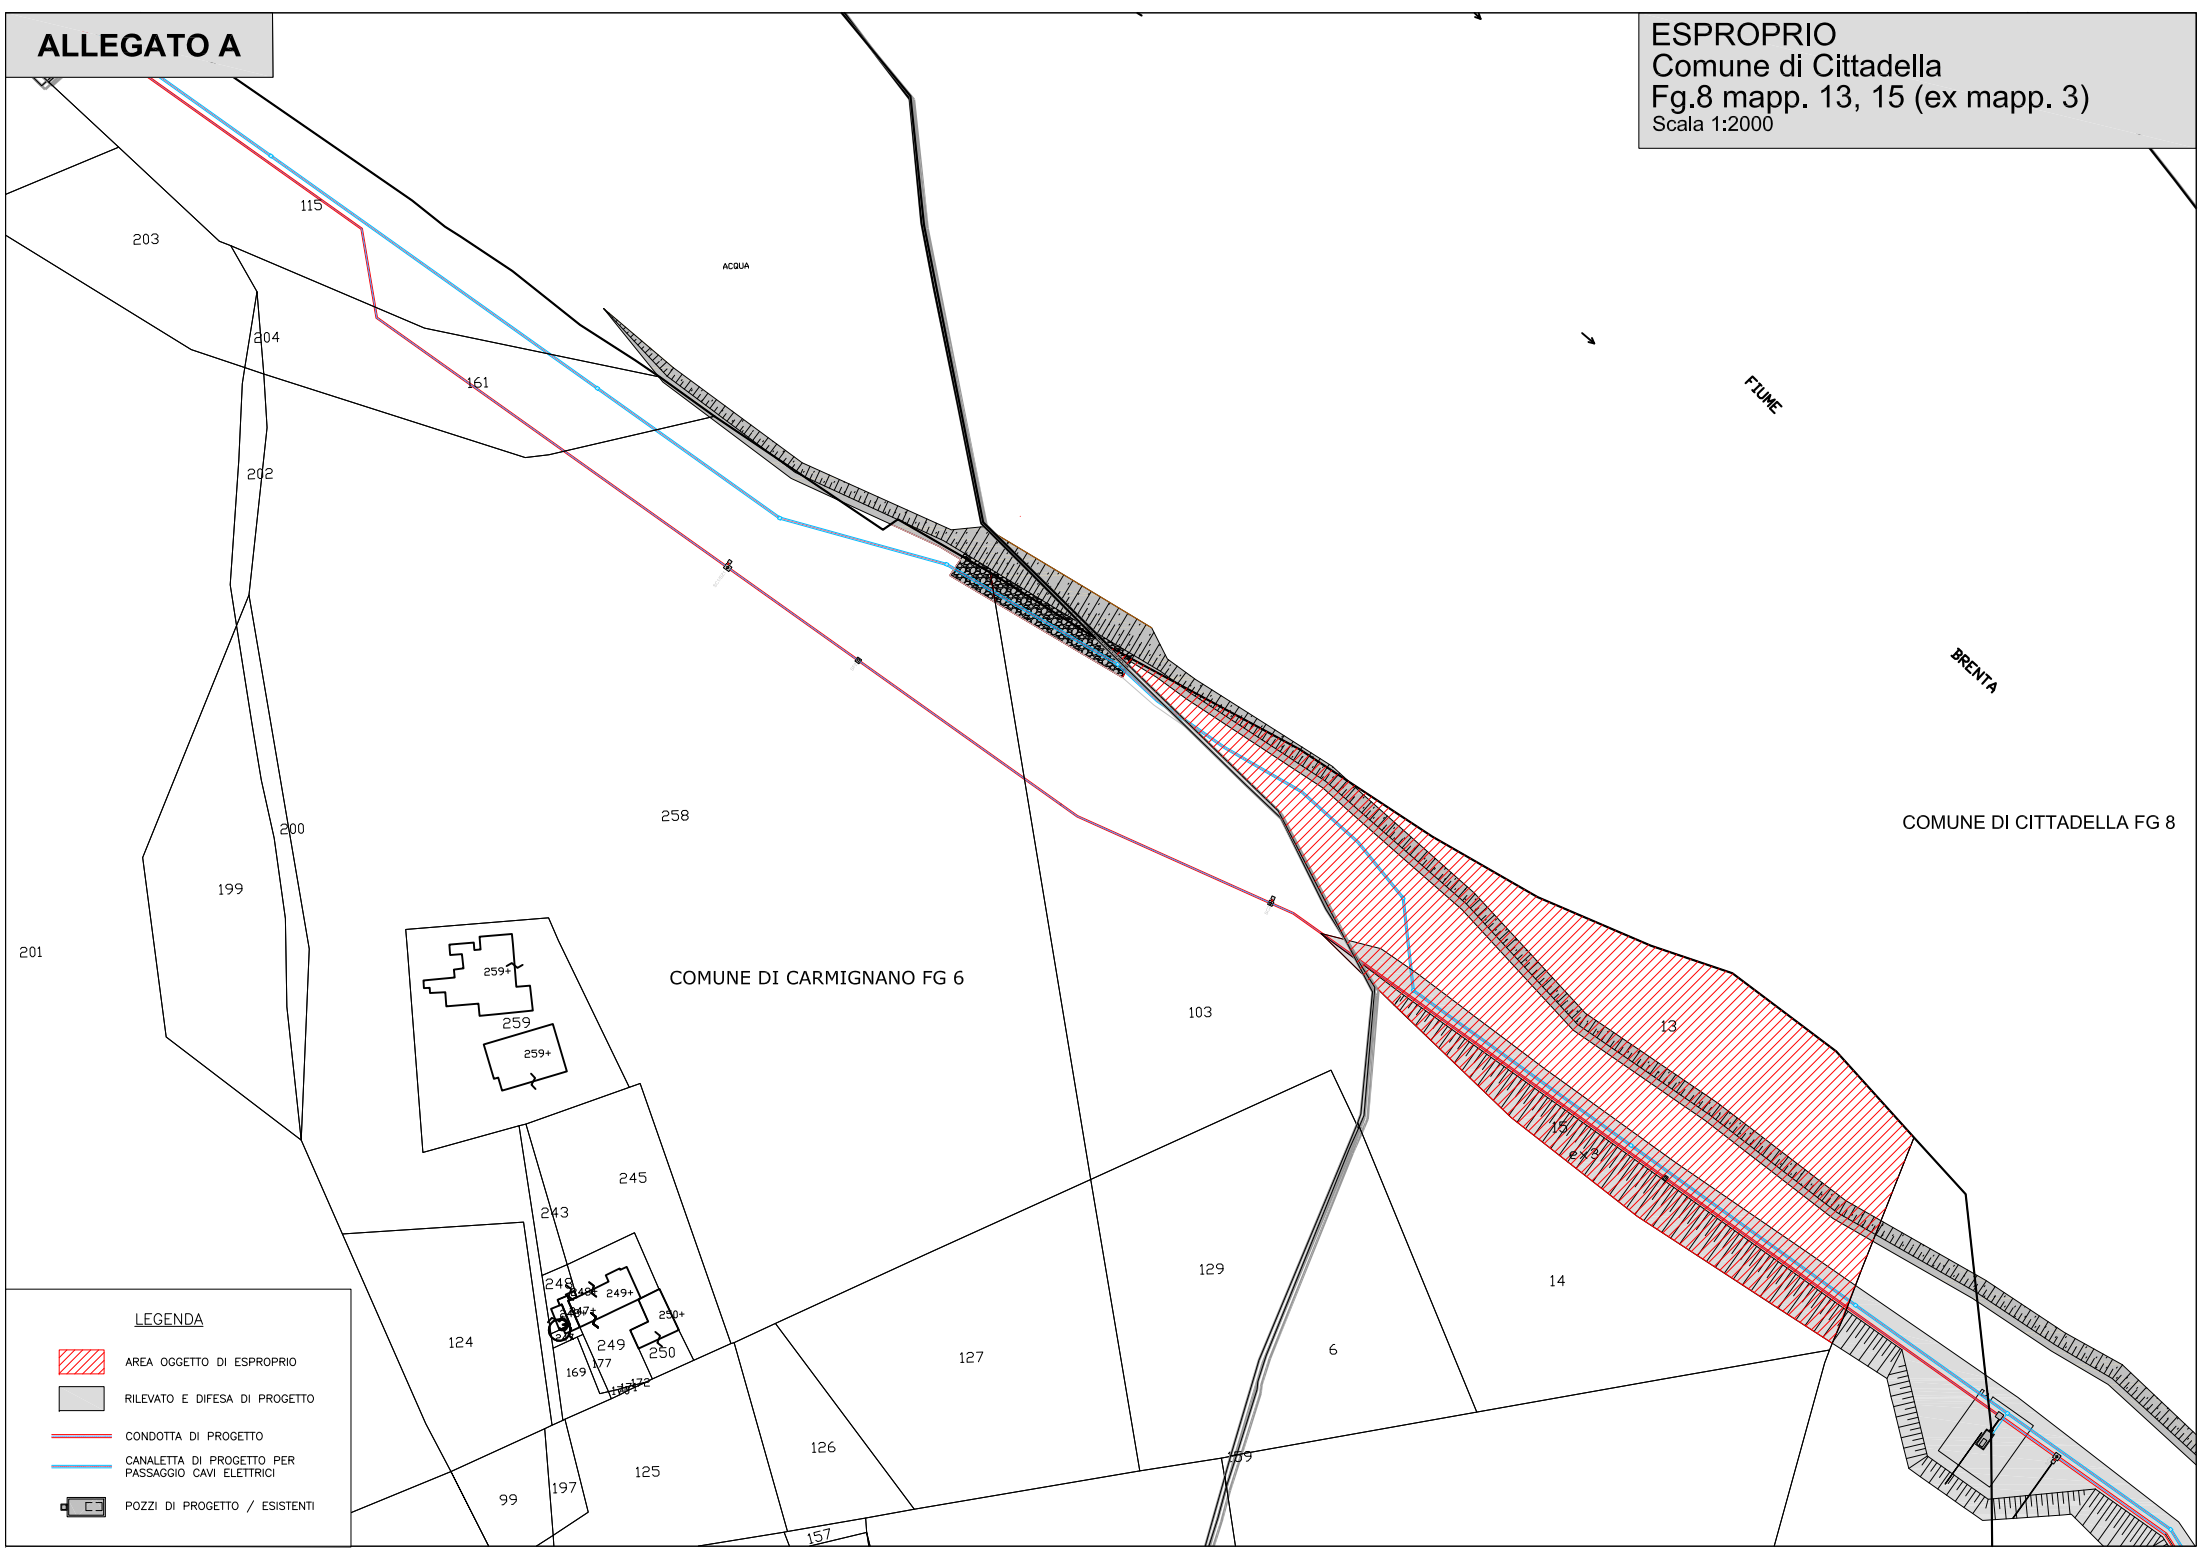 ALLEGATO A
ESPROPRIO
Comune di Cittadella
Fg.8 mapp. 13, 15 (ex mapp. 3)
Scala 1:2000
115
203
ACQUA
204
161
FIUME
202
BRENTA
258
COMUNE DI CITTADELLA FG 8
200
199
201
259+
COMUNE DI CARMIGNANO FG 6
103
259
13
259+
15
ex3
245
243
129
14
248
249+
250+
124
249
250
127
6
177
169
172
126
159
125
197
99
157
LEGENDA
AREA OGGETTO DI ESPROPRIO
RILEVATO E DIFESA DI PROGETTO
CONDOTTA DI PROGETTO
CANALETTA DI PROGETTO PER
PASSAGGIO CAVI ELETTRICI
POZZI DI PROGETTO / ESISTENTI